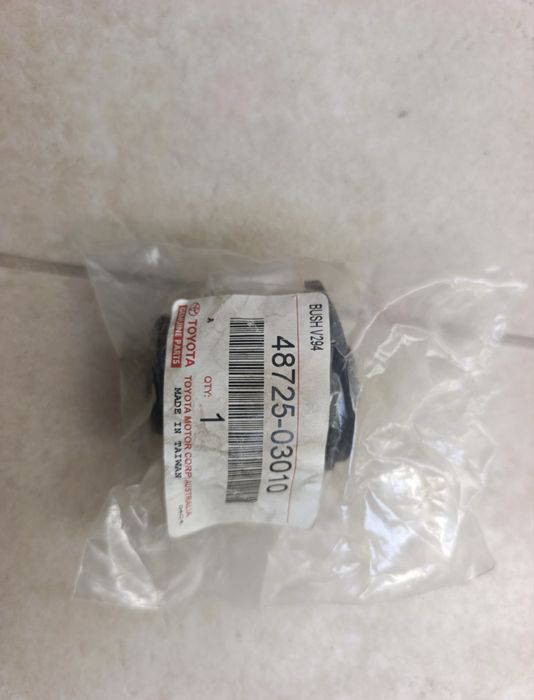 BUSH V294
48725-03010
A
QTY:
1
TOYOTA
GENUINE PARTS
TOYOTA MOTOR CORP. AUSTRALIA
MADE IN TAIWAN